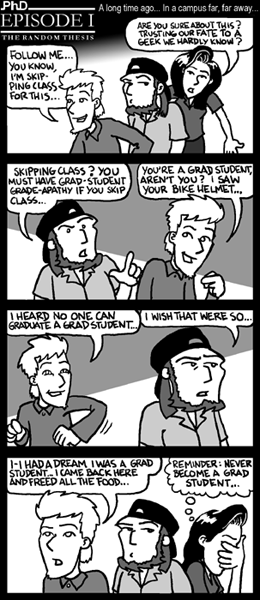 .PhD
A long time ago... In a campus far, far away...
EPISODE I
THE RANDOM THESIS
FOLLOW ME...
YOU KNOW,
I'M SKIP-
PING CLASS
FOR THIS...
ARE YOU SURE ABOUT THIS?
TRUSTING OUR FATE TO A
GEEK WE HARDLY KNOW?
SKIPPING CLASS? YOU
MUST HAVE GRAD-STUDENT
GRADE-APATHY IF YOU SKIP
CLASS...
YOU'RE A GRAD STUDENT,
AREN'T YOU? I SAW
YOUR BIKE HELMET...
I HEARD NO ONE CAN
GRADUATE A GRAD STUDENT...
I WISH THAT WERE SO...
I-I HAD A DREAM I WAS A GRAD
STUDENT... I CAME BACK HERE
AND FREED ALL THE FOOD...
REMINDER: NEVER
BECOME A GRAD
STUDENT...